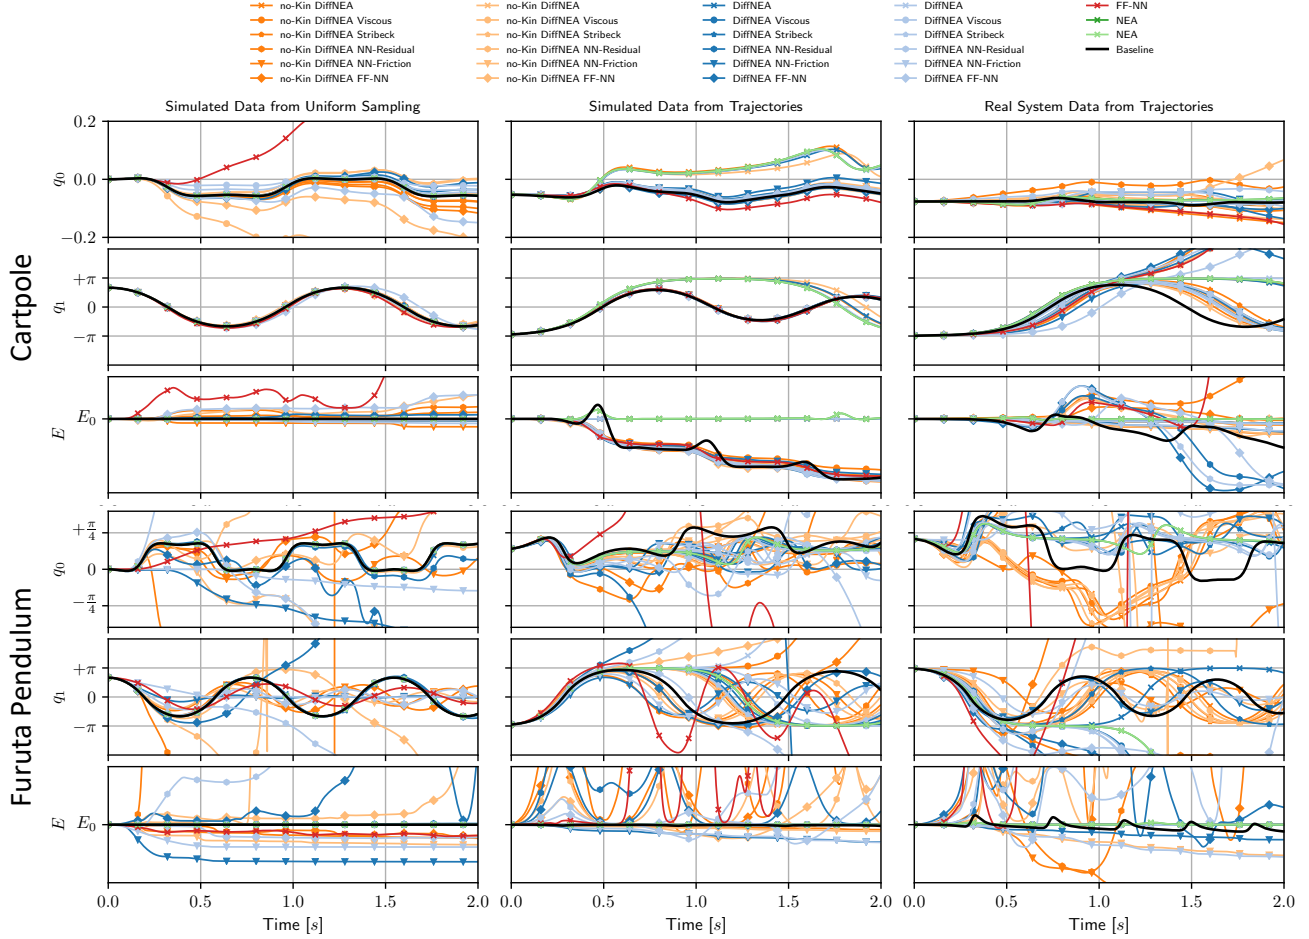 no-Kin DiffNEA no-Kin DiffNEA DiffNEA DiffNEA FF-NN
no-Kin DiffNEA Viscous no-Kin DiffNEA Viscous DiffNEA Viscous DiffNEA Viscous NEA
no-Kin DiffNEA Stribeck no-Kin DiffNEA Stribeck DiffNEA Stribeck DiffNEA Stribeck NEA
no-Kin DiffNEA NN-Residual no-Kin DiffNEA NN-Residual DiffNEA NN-Residual DiffNEA NN-Residual Baseline
no-Kin DiffNEA NN-Friction no-Kin DiffNEA NN-Friction DiffNEA NN-Friction DiffNEA NN-Friction
no-Kin DiffNEA FF-NN no-Kin DiffNEA FF-NN DiffNEA FF-NN DiffNEA FF-NN
Simulated Data from Uniform Sampling Simulated Data from Trajectories Real System Data from Trajectories
Cartpole
0.2
q₀ 0.0
−0.2
+π
q₁ 0
−π
E E₀
Furuta Pendulum
+π/4
q₀ 0
−π/4
+π
q₁ 0
−π
E E₀
0.0 0.5 1.0 1.5 2.0 0.0 0.5 1.0 1.5 2.0 0.0 0.5 1.0 1.5 2.0
Time [s] Time [s] Time [s]